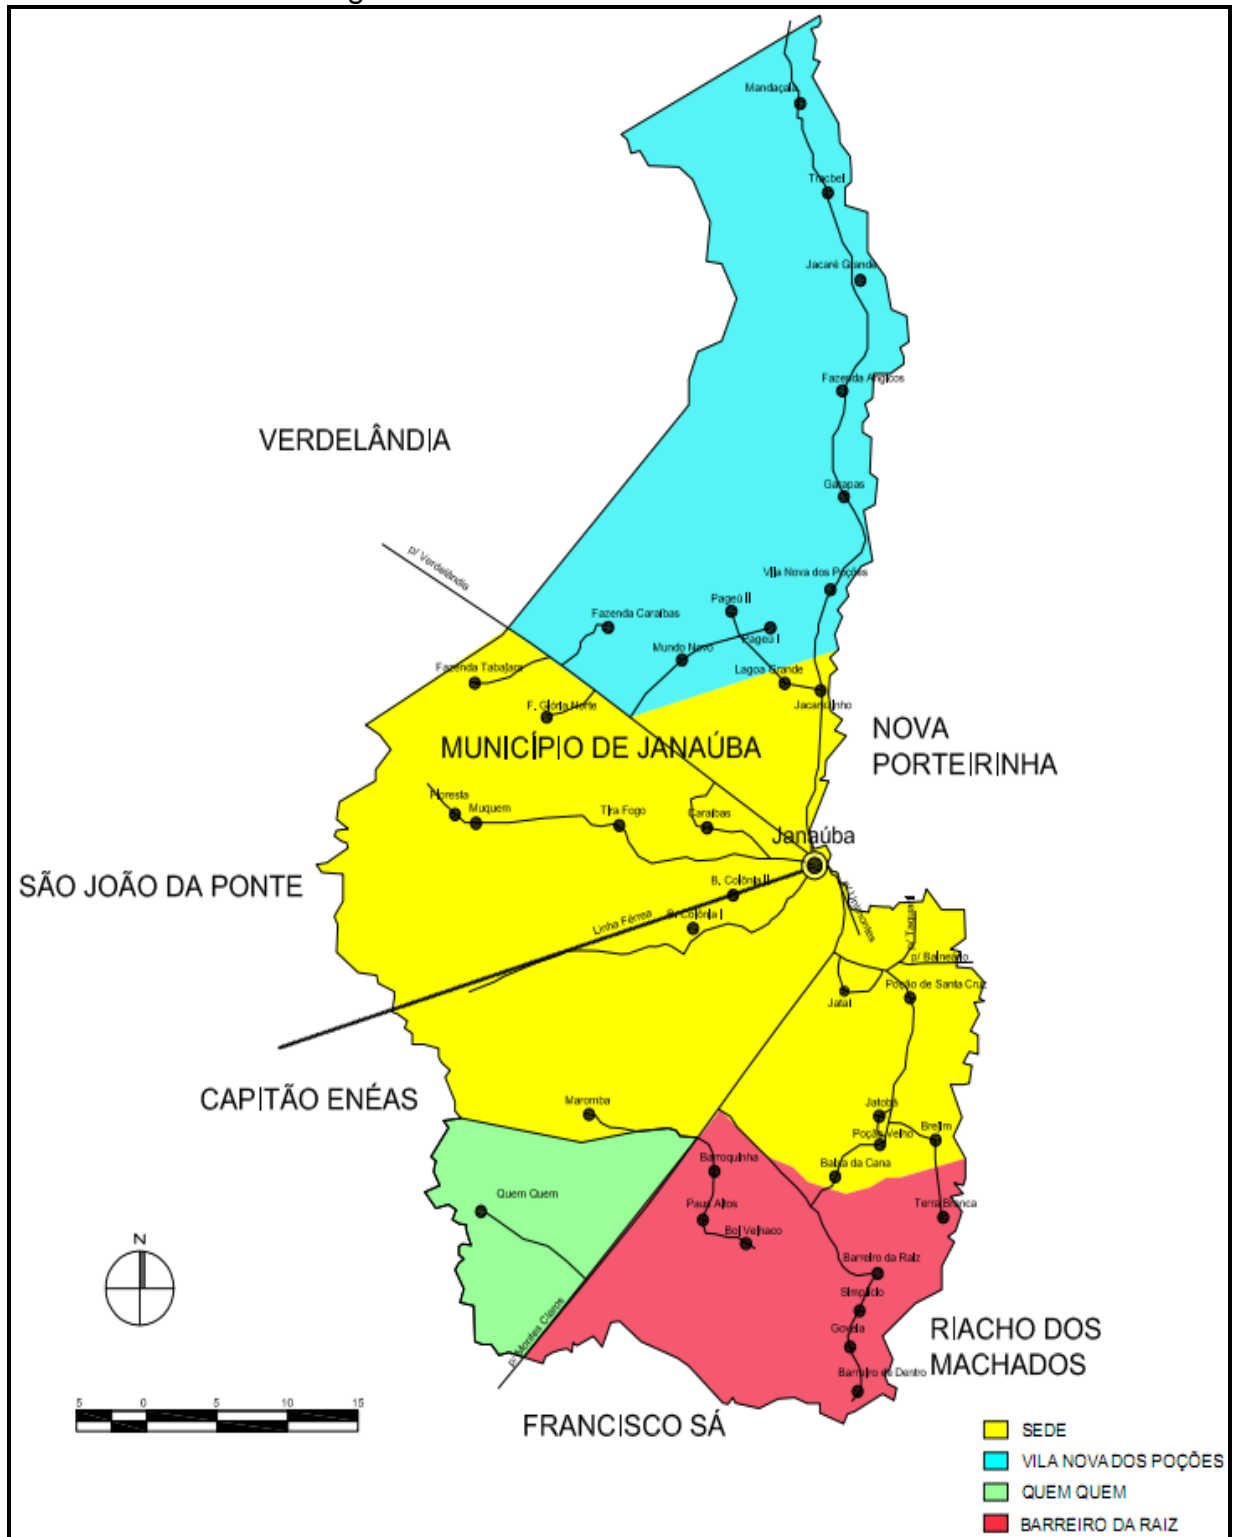 Mandaçaia
Jacaré Grande
Fazenda Angicos
VERDELÂNDIA
Garapas
p/ Verdelândia
Vila Nova dos Poções
Pageú II
Fazenda Caraíbas
Pageú I
Mundo Novo
Fazenda Tabajara
Lagoa Grande
F. Glória Norte
NOVA
PORTEIRINHA
MUNICÍPIO DE JANAÚBA
Floresta
Muquem
Tira Fogo
Caraíbas
Janaúba
SÃO JOÃO DA PONTE
B. Colônia II
B. Colônia I
Linha Férrea
p/ Unimontes
p/ Balneário
Jataí
Poção de Santa Cruz
CAPITÃO ENÉAS
Maromba
Jatobá
Poção Velho
Brejim
Barroquinha
Baixa da Cana
Quem Quem
Paus Altos
Terra Branca
Boi Velhaco
N
Barreiro da Raiz
Simplício
p/ Montes Claros
RIACHO DOS
MACHADOS
Barreiro de Dentro
5 0 5 10 15
FRANCISCO SÁ
SEDE
VILA NOVA DOS POÇÕES
QUEM QUEM
BARREIRO DA RAIZ